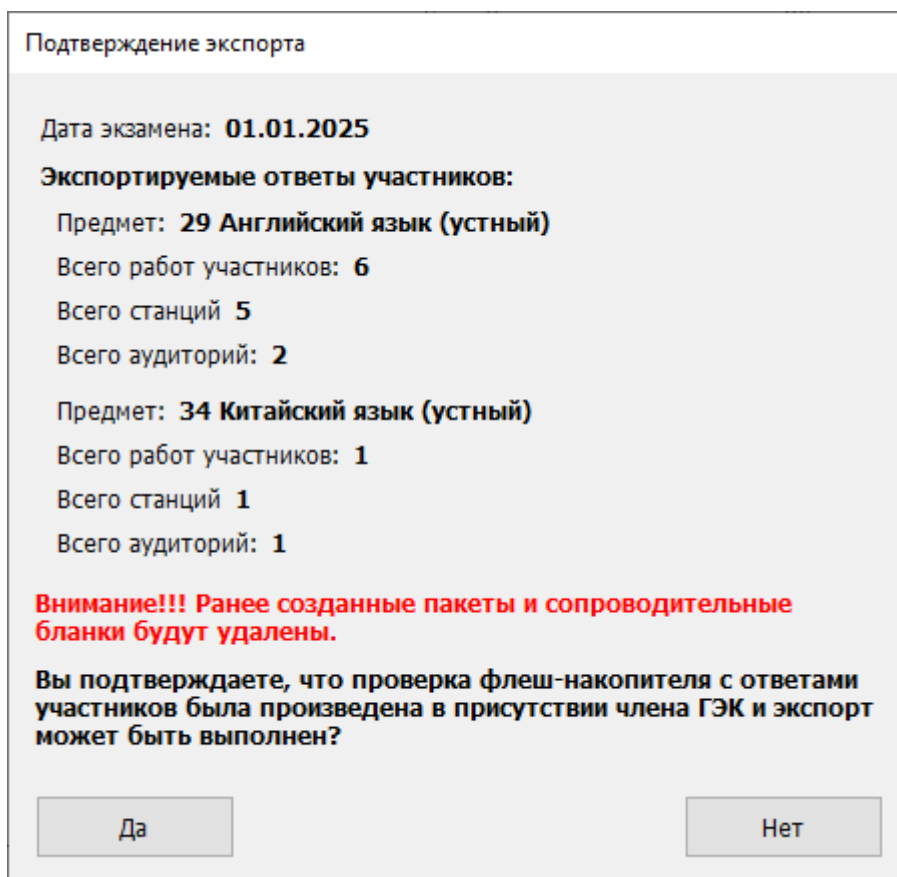 Подтверждение экспорта
Дата экзамена: 01.01.2025
Экспортируемые ответы участников:
Предмет: 29 Английский язык (устный)
Всего работ участников: 6
Всего станций 5
Всего аудиторий: 2
Предмет: 34 Китайский язык (устный)
Всего работ участников: 1
Всего станций 1
Всего аудиторий: 1
Внимание!!! Ранее созданные пакеты и сопроводительные
бланки будут удалены.
Вы подтверждаете, что проверка флеш-накопителя с ответами
участников была произведена в присутствии члена ГЭК и экспорт
может быть выполнен?
Да
Нет